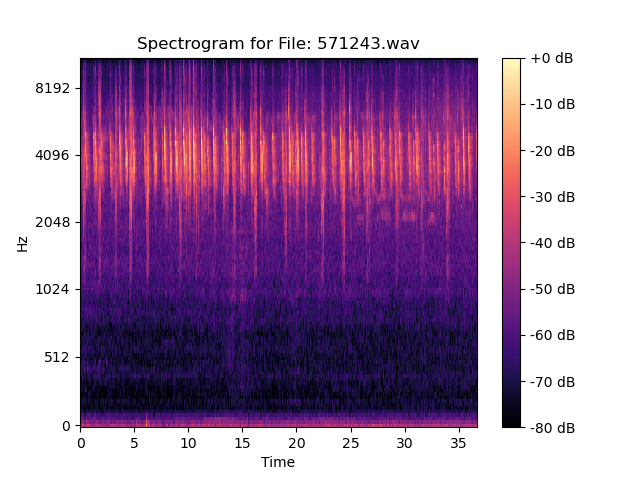 Spectrogram for File: 571243.wav
8192
4096
2048
1024
512
0
Hz
0 5 10 15 20 25 30 35
Time
+0 dB
-10 dB
-20 dB
-30 dB
-40 dB
-50 dB
-60 dB
-70 dB
-80 dB